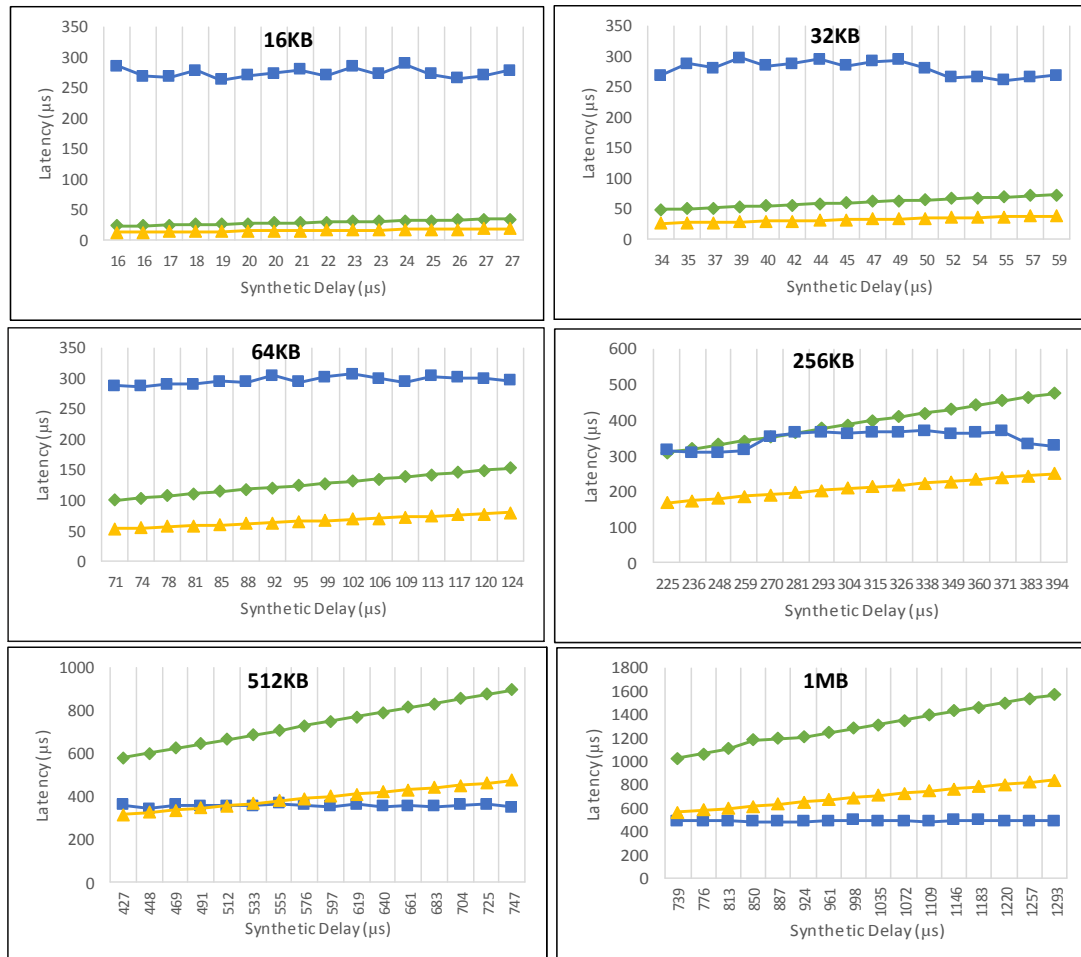 16KB
350
300
250
200
150
100
50
0
Latency (µs)
16 16 17 18 19 20 20 21 22 23 23 24 25 26 27 27
Synthetic Delay (µs)
32KB
350
300
250
200
150
100
50
0
Latency (µs)
34 35 37 39 40 42 44 45 47 49 50 52 54 55 57 59
Synthetic Delay (µs)
64KB
350
300
250
200
150
100
50
0
Latency (µs)
71 74 78 81 85 88 92 95 99 102 106 109 113 117 120 124
Synthetic Delay (µs)
256KB
600
500
400
300
200
100
0
Latency (µs)
225 236 248 259 270 281 293 304 315 326 338 349 360 371 383 394
Synthetic Delay (µs)
512KB
1000
800
600
400
200
0
Latency (µs)
427 448 469 491 512 533 555 576 597 619 640 661 683 704 725 747
Synthetic Delay (µs)
1MB
1800
1600
1400
1200
1000
800
600
400
200
0
Latency (µs)
739 776 813 850 887 924 961 998 1035 1072 1109 1146 1183 1220 1257 1293
Synthetic Delay (µs)